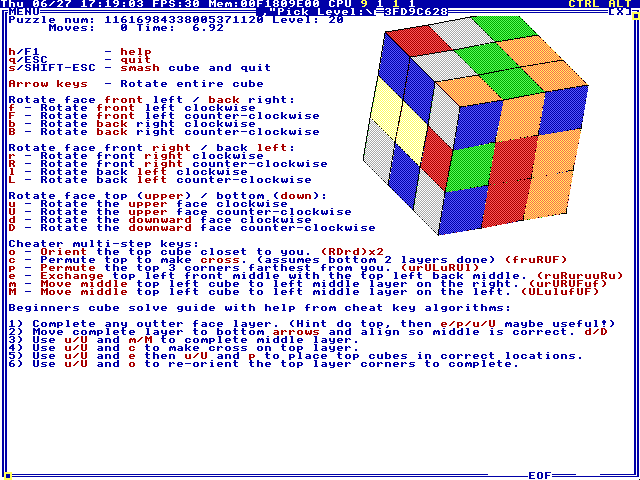 Thu 06/27 17:19:03 FPS:30 Mem:00F1809E00 CPU 9 1 1 1 CTRL ALT
MENU "Pick Level:\ 3FD9C628 [X]
Puzzle num: 11616984338005371120 Level: 20
Moves: 0 Time: 6.92
h/F1 - help
q/ESC - quit
s/SHIFT-ESC - smash cube and quit
Arrow keys - Rotate entire cube
Rotate face front left / back right:
f - Rotate front left clockwise
F - Rotate front left counter-clockwise
b - Rotate back right clockwise
B - Rotate back right counter-clockwise
Rotate face front right / back left:
r - Rotate front right clockwise
R - Rotate front right counter-clockwise
l - Rotate back left clockwise
L - Rotate back left counter-clockwise
Rotate face top (upper) / bottom (down):
u - Rotate the upper face clockwise
U - Rotate the upper face counter-clockwise
d - Rotate the downward face clockwise
D - Rotate the downward face counter-clockwise
Cheater multi-step keys:
o - Orient the top cube closest to you. (RDrd)x2
c - Permute top to make cross. (assumes bottom 2 layers done) (fruRUF)
p - Permute the top 3 corners farthest from you. (urULuRUl)
e - Exchange top left front middle with the top left back middle. (ruRuruuRu)
m - Move middle top left cube to left middle layer on the right. (urURUFuf)
M - Move middle top left cube to left middle layer on the left. (ULulufUF)
Beginners cube solve guide with help from cheat key algorithms:
1) Complete any outter face layer. (Hint do top, then e/p/u/U maybe useful!)
2) Move complete layer to bottom arrows and align so middle is correct. d/D
3) Use u/U and m/M to complete middle layer.
4) Use u/U and c to make cross on top layer.
5) Use u/U and e then u/U and p to place top cubes in correct locations.
6) Use u/U and o to re-orient the top layer corners to complete.
EOF